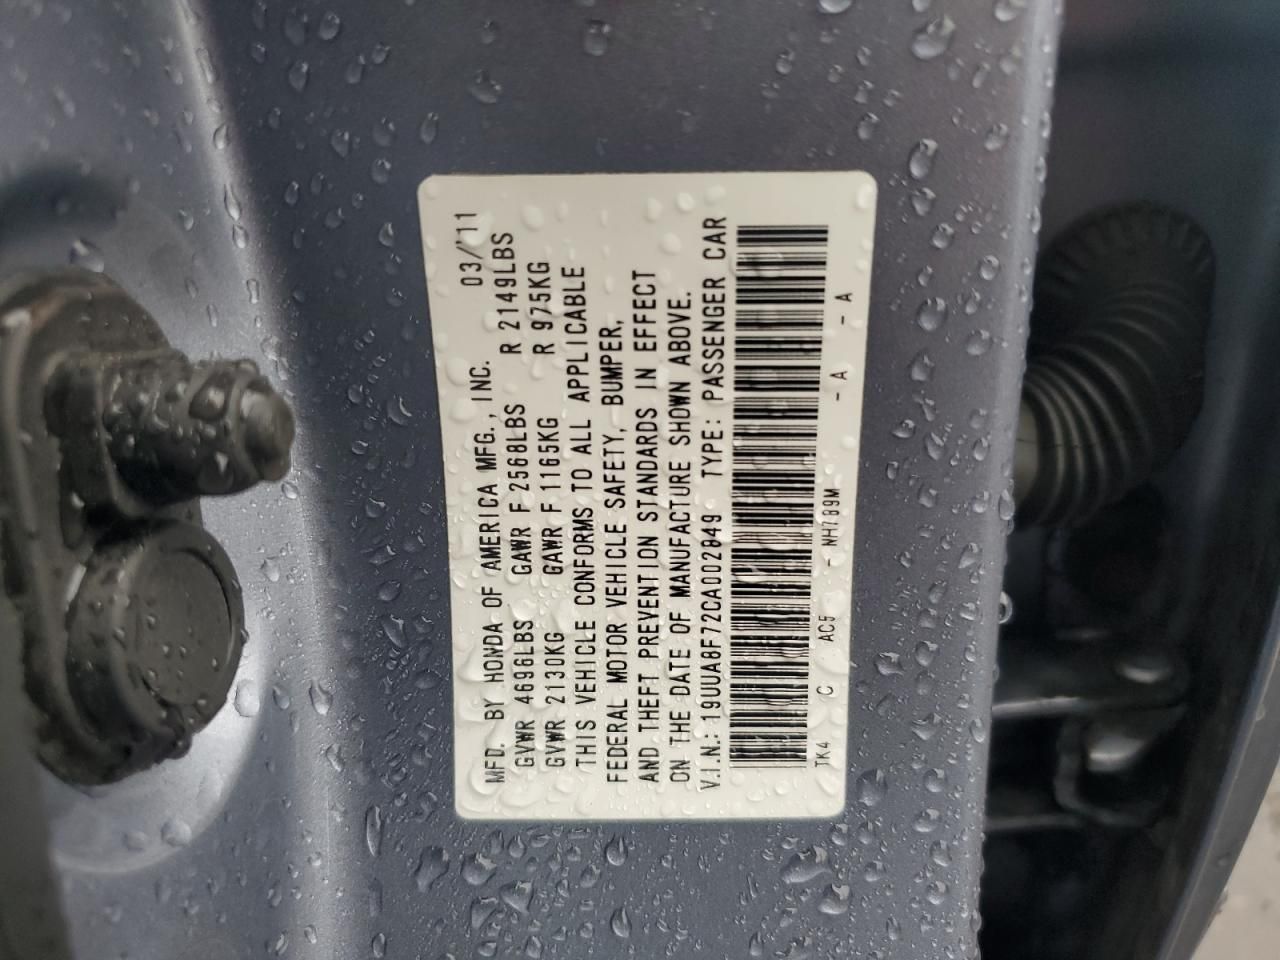 MFD. BY HONDA OF AMERICA MFG., INC. 03/'11
GVWR 4696LBS GAWR F 2568LBS R 2149LBS
GVWR 2130KG GAWR F 1165KG R 975KG
THIS VEHICLE CONFORMS TO ALL APPLICABLE
FEDERAL MOTOR VEHICLE SAFETY, BUMPER,
AND THEFT PREVENTION STANDARDS IN EFFECT
ON THE DATE OF MANUFACTURE SHOWN ABOVE.
V.I.N.: 19UUA8F72CA002849 TYPE: PASSENGER CAR
TK4 C AC5 - NH789M - A - A